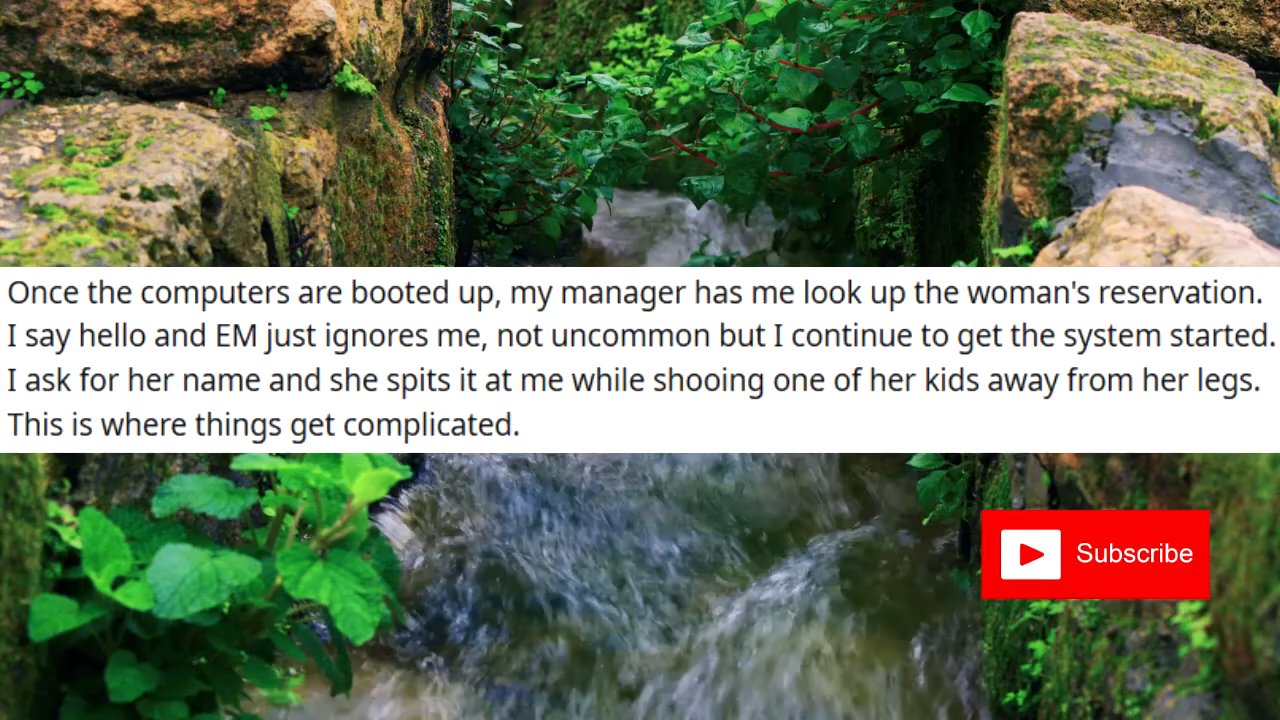 Once the computers are booted up, my manager has me look up the woman's reservation.
I say hello and EM just ignores me, not uncommon but I continue to get the system started.
I ask for her name and she spits it at me while shooing one of her kids away from her legs.
This is where things get complicated.
Subscribe